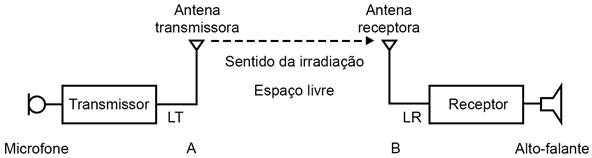 Antena
transmissora
Antena
receptora
Sentido da irradiação
Espaço livre
Transmissor
LT
LR
Receptor
Microfone
A
B
Alto-falante